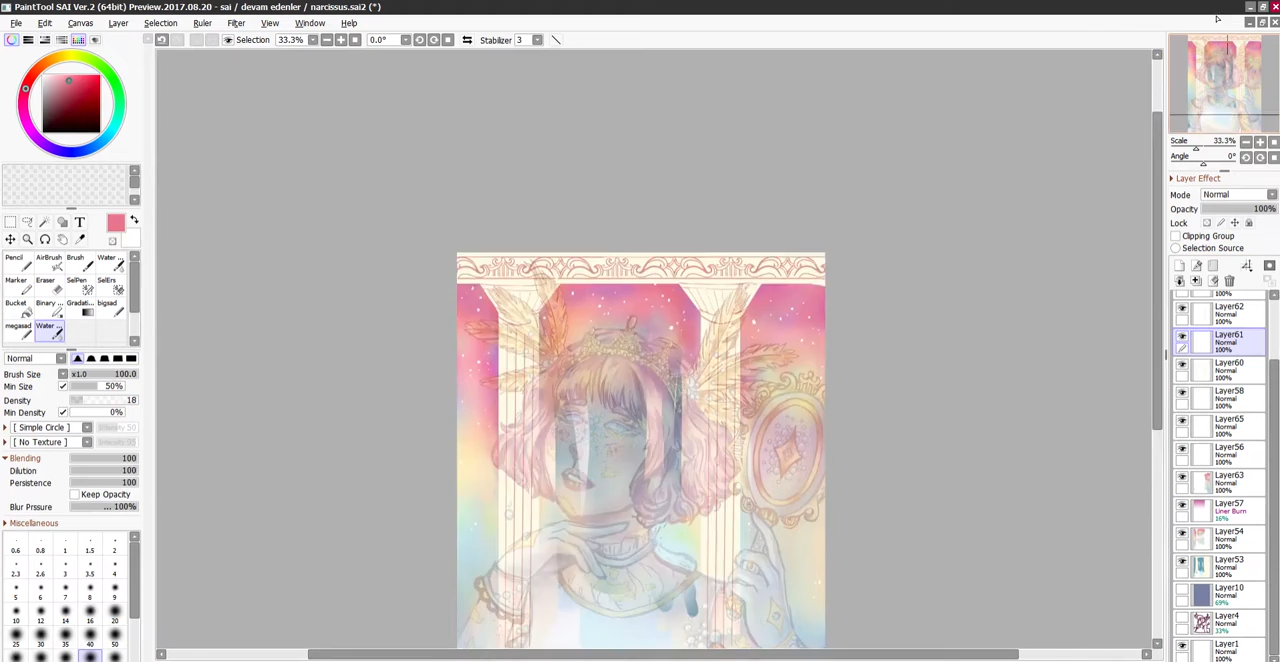 PaintTool SAI Ver.2 (64bit) Preview.2017.08.20 - sai / devam edenler / narcissus.sai2 (*)
File Edit Canvas Layer Selection Ruler Filter View Window Help
Selection 33.3% 0.0° Stabilizer 3
Scale 33.3%
Angle 0°
Layer Effect
Mode Normal
Opacity 100%
Lock
Clipping Group
Selection Source
T
Pencil AirBrush Brush Water ...
Marker Eraser SelPen SelErs
Bucket Binary ... Gradati... bigsad
megasad Water ...
Normal
Brush Size x1.0 100.0
Min Size 50%
Density 18
Min Density 0%
[ Simple Circle ] Intensity 50
[ No Texture ]
Blending 100
Dilution 100
Persistence 100
Keep Opacity
Blur Prssure ... 100%
Miscellaneous
0.6 0.8 1 1.5 2
2.3 2.6 3 3.5 4
5 6 7 8 9
10 12 14 16 20
25 30 35 40 50
100%
Layer62
Normal
100%
Layer61
Normal
100%
Layer60
Normal
100%
Layer58
Normal
100%
Layer65
Normal
100%
Layer56
Normal
100%
Layer63
Normal
100%
Layer57
Liner Burn
16%
Layer54
Normal
100%
Layer53
Normal
100%
Layer10
Normal
69%
Layer4
Normal
33%
Layer1
Normal